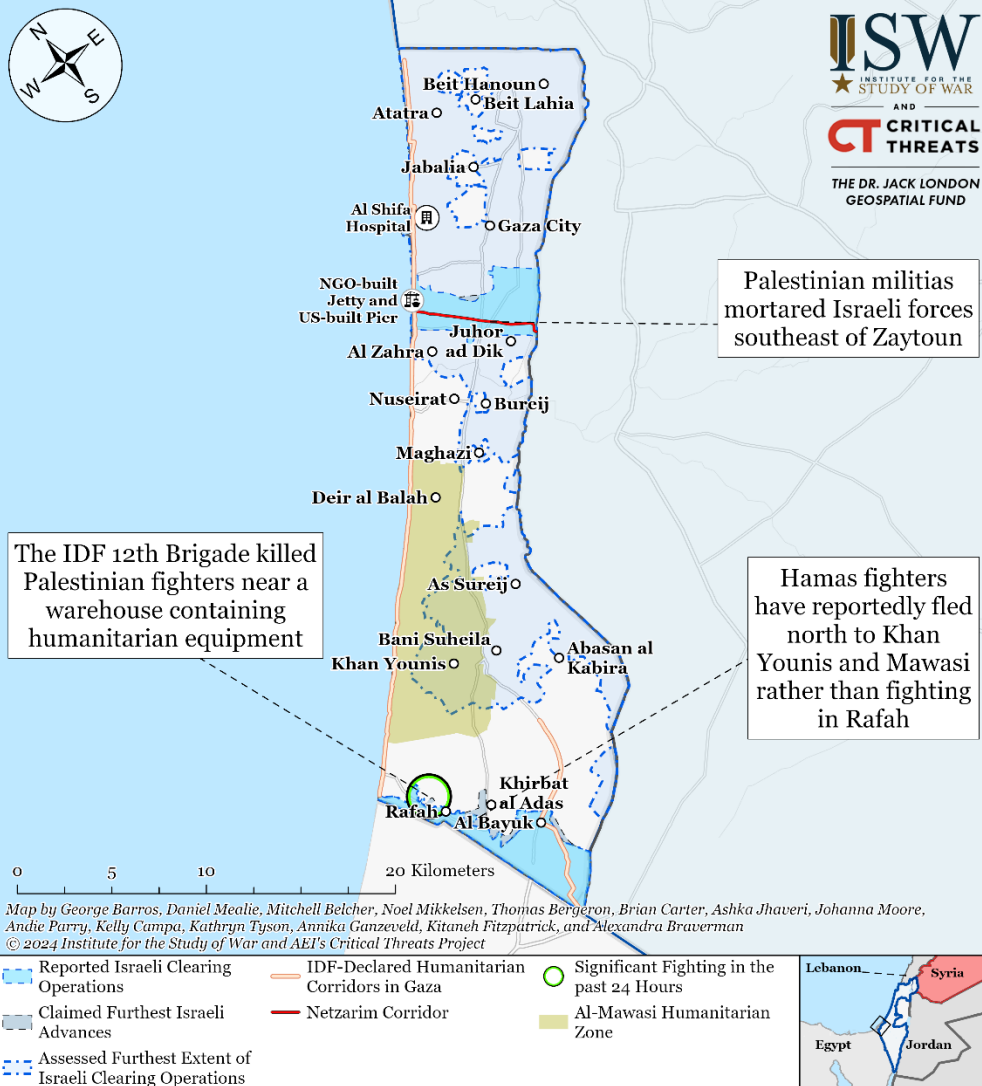 N
E
W
S
ISW
INSTITUTE FOR THE
STUDY OF WAR
AND
CT CRITICAL
THREATS
THE DR. JACK LONDON
GEOSPATIAL FUND
Beit Hanoun
Beit Lahia
Atatra
Jabalia
Al Shifa
Hospital
Gaza City
NGO-built
Jetty and
US-built Pier
Palestinian militias
mortared Israeli forces
southeast of Zaytoun
Juhor
ad Dik
Al Zahra
Nuseirat
Bureij
Maghazi
Deir al Balah
The IDF 12th Brigade killed
Palestinian fighters near a
warehouse containing
humanitarian equipment
As Sureij
Hamas fighters
have reportedly fled
north to Khan
Younis and Mawasi
rather than fighting
in Rafah
Bani Suheila
Khan Younis
Abasan al
Kabira
Khirbat
al Adas
Rafah
Al Bayuk
0 5 10 20 Kilometers
Map by George Barros, Daniel Mealie, Mitchell Belcher, Noel Mikkelsen, Thomas Bergeron, Brian Carter, Ashka Jhaveri, Johanna Moore,
Andie Parry, Kelly Campa, Kathryn Tyson, Annika Ganzeveld, Kitaneh Fitzpatrick, and Alexandra Braverman
© 2024 Institute for the Study of War and AEI's Critical Threats Project
Reported Israeli Clearing
Operations
Claimed Furthest Israeli
Advances
Assessed Furthest Extent of
Israeli Clearing Operations
IDF-Declared Humanitarian
Corridors in Gaza
Netzarim Corridor
Significant Fighting in the
past 24 Hours
Al-Mawasi Humanitarian
Zone
Lebanon
Syria
Egypt
Jordan